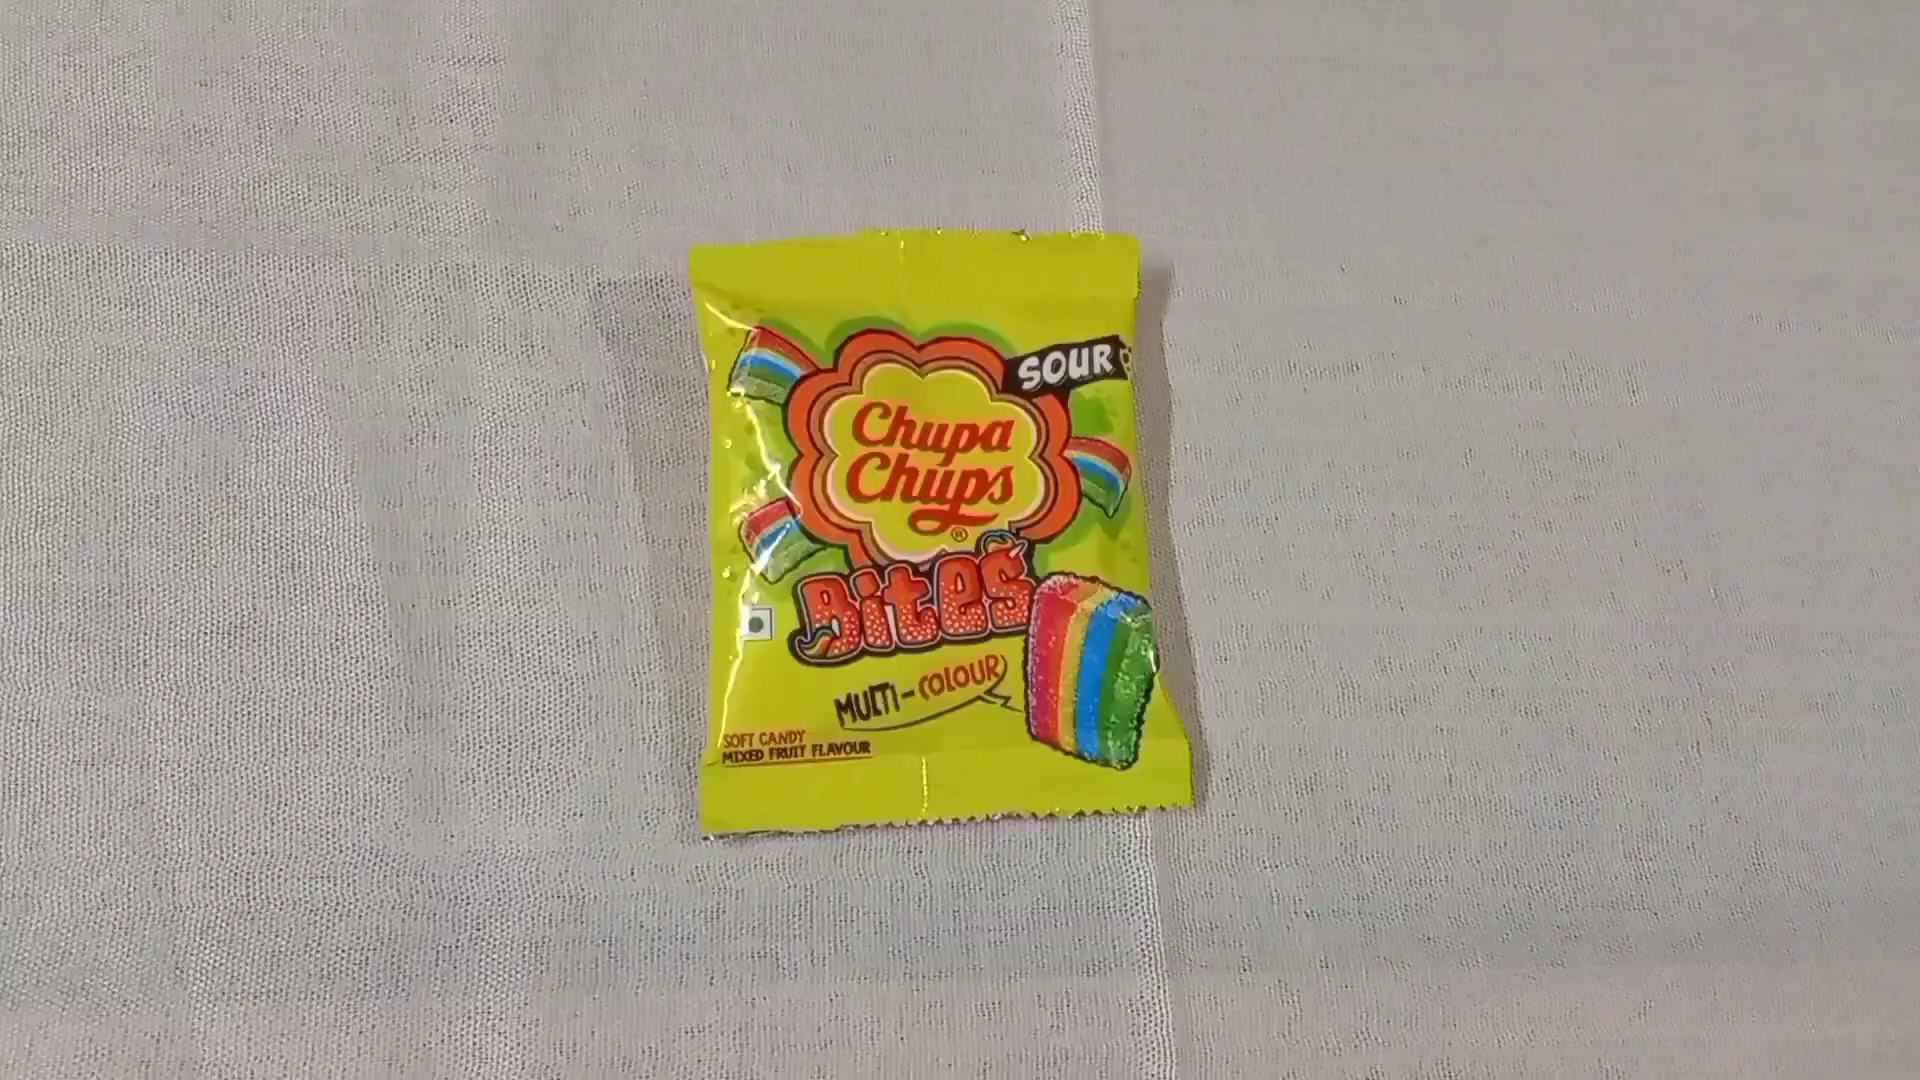 SOUR
Chupa
Chups
®
Bites
MULTI-COLOUR
SOFT CANDY
MIXED FRUIT FLAVOUR